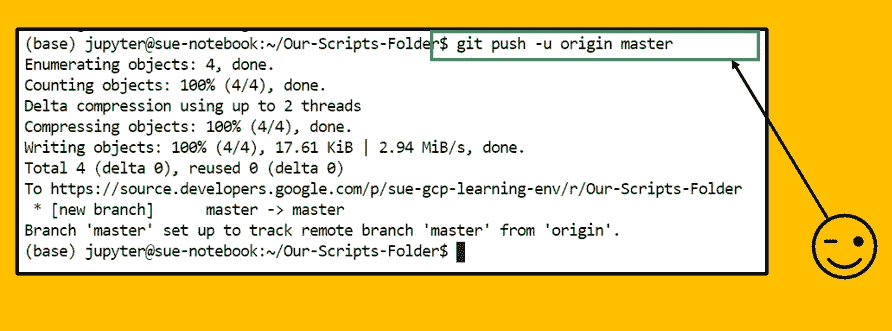 (base) jupyter@sue-notebook:~/Our-Scripts-Folder$ git push -u origin master
Enumerating objects: 4, done.
Counting objects: 100% (4/4), done.
Delta compression using up to 2 threads
Compressing objects: 100% (4/4), done.
Writing objects: 100% (4/4), 17.61 KiB | 2.94 MiB/s, done.
Total 4 (delta 0), reused 0 (delta 0)
To https://source.developers.google.com/p/sue-gcp-learning-env/r/Our-Scripts-Folder
 * [new branch]      master -> master
Branch 'master' set up to track remote branch 'master' from 'origin'.
(base) jupyter@sue-notebook:~/Our-Scripts-Folder$